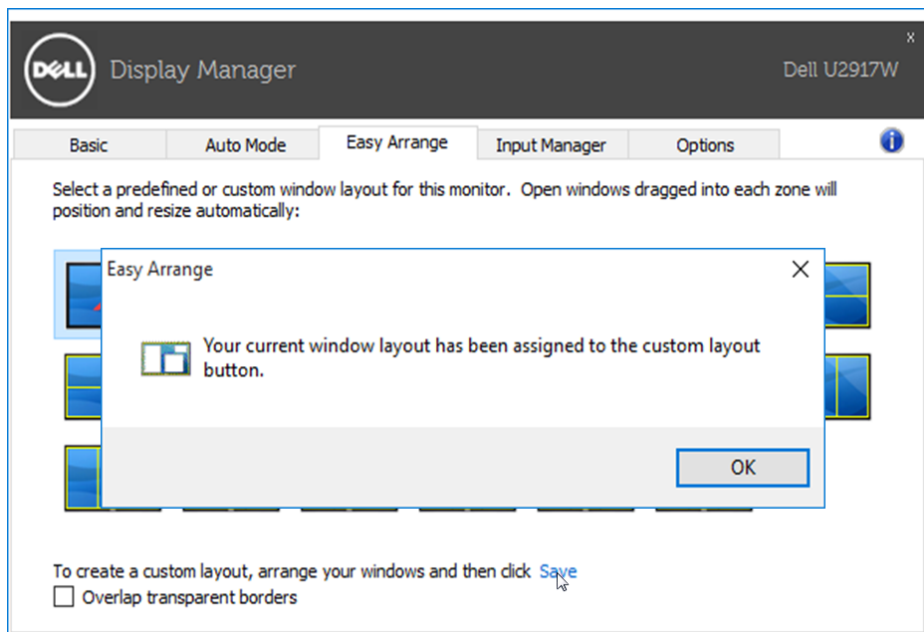 DELL
Display Manager
x
Dell U2917W
Basic
Auto Mode
Easy Arrange
Input Manager
Options
i
Select a predefined or custom window layout for this monitor. Open windows dragged into each zone will
position and resize automatically:
Easy Arrange
Your current window layout has been assigned to the custom layout
button.
OK
To create a custom layout, arrange your windows and then click Save
Overlap transparent borders